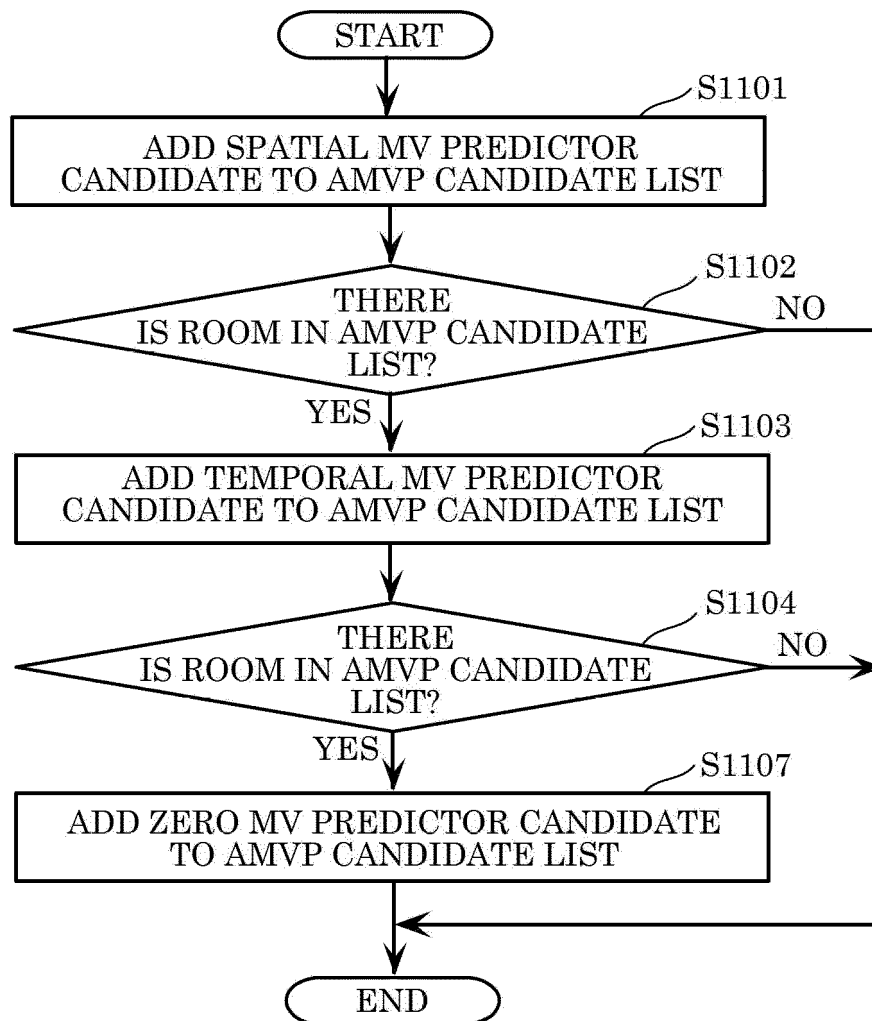 START
S1101
ADD SPATIAL MV PREDICTOR
CANDIDATE TO AMVP CANDIDATE LIST
S1102
THERE
IS ROOM IN AMVP CANDIDATE
LIST?
NO
YES
S1103
ADD TEMPORAL MV PREDICTOR
CANDIDATE TO AMVP CANDIDATE LIST
S1104
THERE
IS ROOM IN AMVP CANDIDATE
LIST?
NO
YES
S1107
ADD ZERO MV PREDICTOR CANDIDATE
TO AMVP CANDIDATE LIST
END